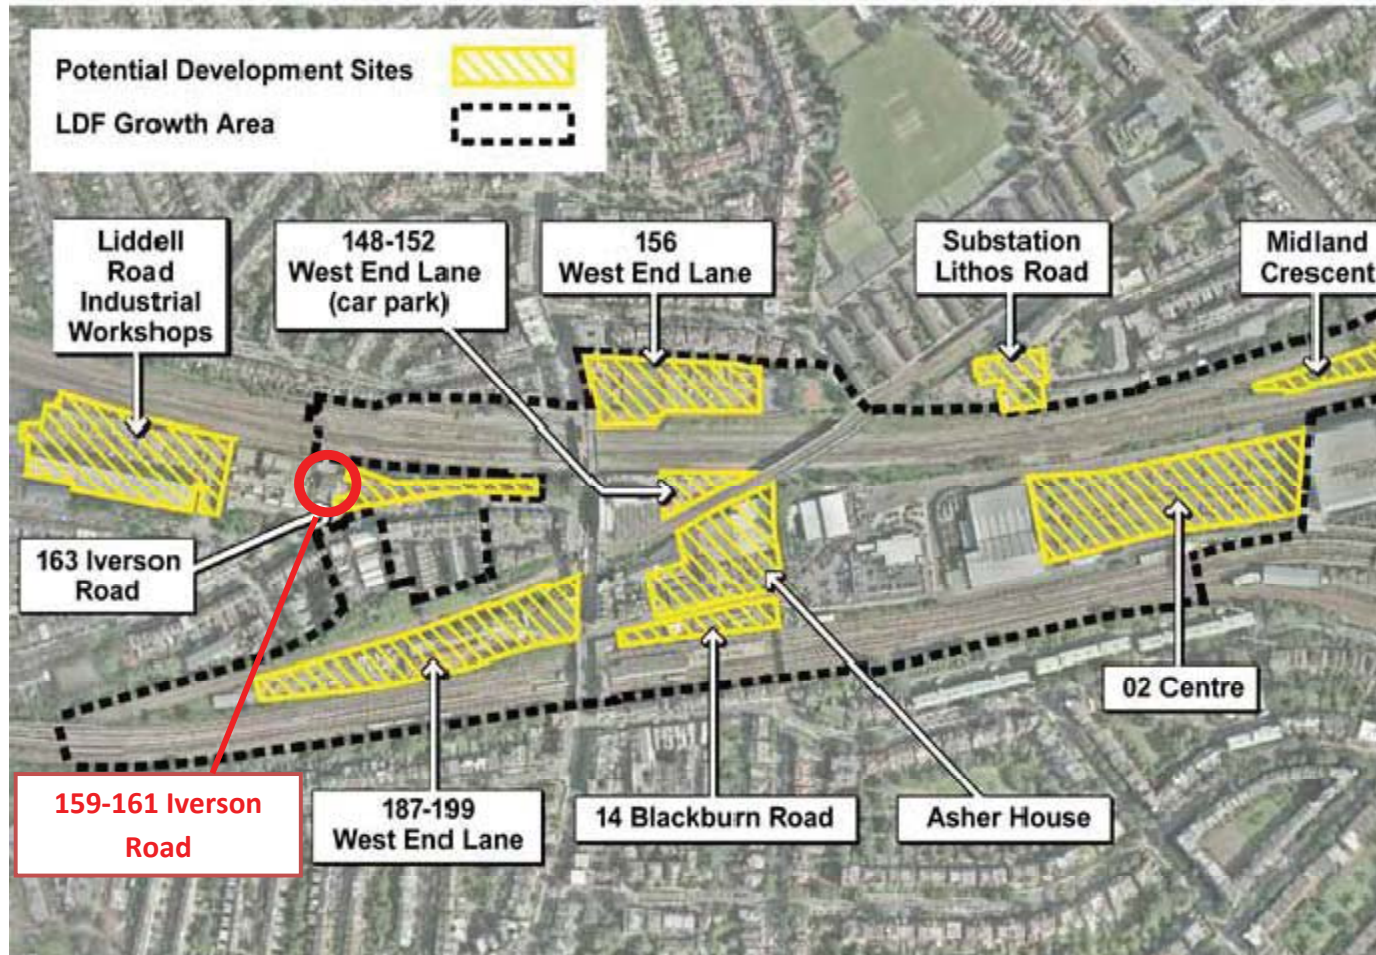 Potential Development Sites
LDF Growth Area
Liddell
Road
Industrial
Workshops
148-152
West End Lane
(car park)
156
West End Lane
Substation
Lithos Road
Midland
Crescent
163 Iverson
Road
159-161 Iverson
Road
187-199
West End Lane
14 Blackburn Road
Asher House
02 Centre